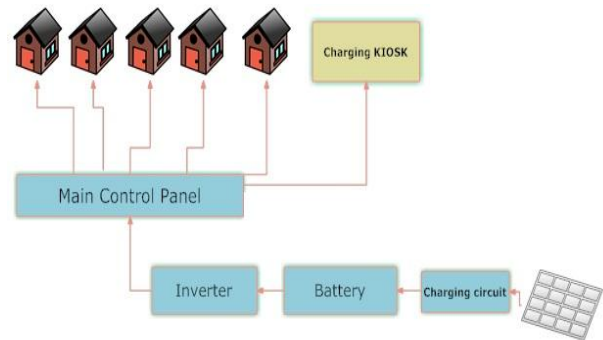 Charging KIOSK
Main Control Panel
Inverter
Battery
Charging circuit